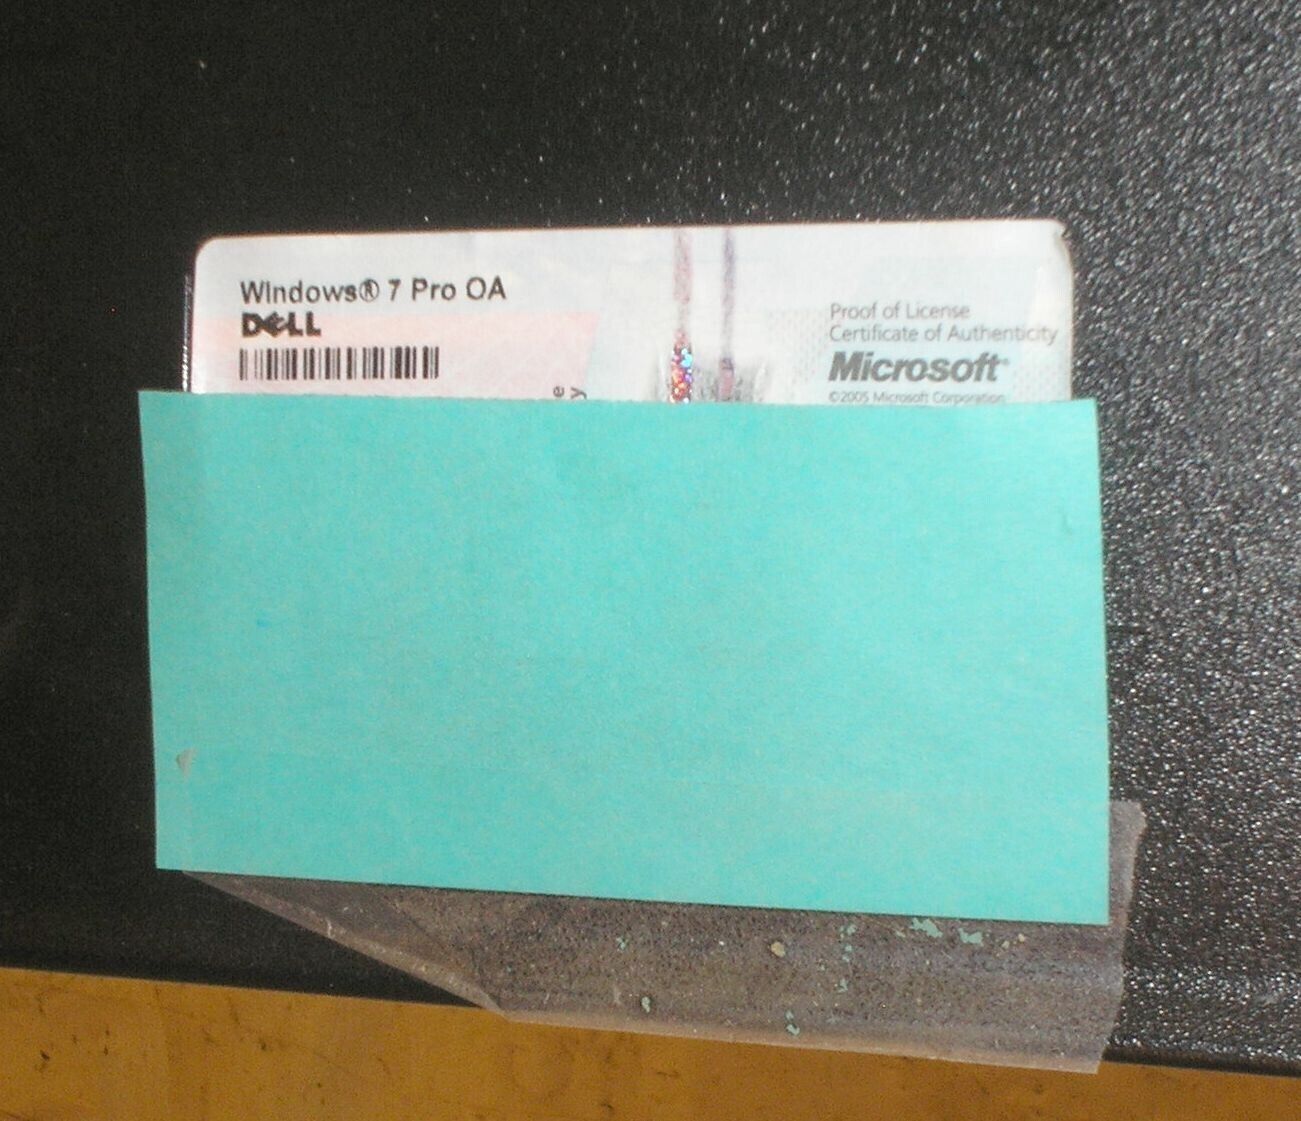 Windows® 7 Pro OA
DELL
Proof of License
Certificate of Authenticity
Microsoft®
©2005 Microsoft Corporation
e
y